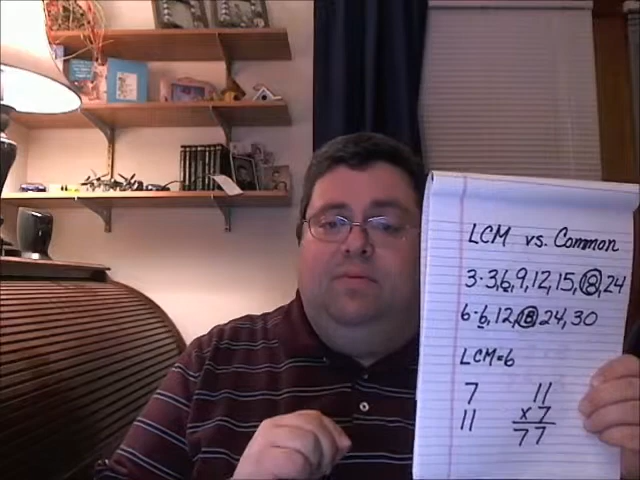 LCM vs. Common
3-3,6,9,12,15,18,24
6-6,12,18,24,30
LCM=6
7 11
11 x7
77